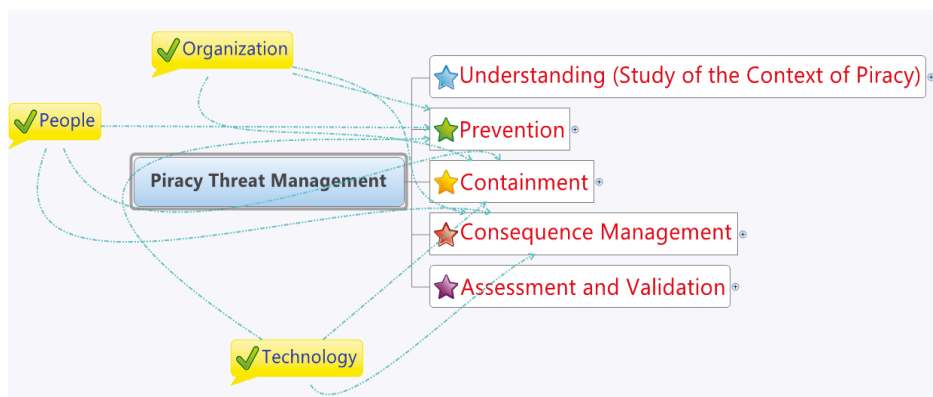 Organization
Understanding (Study of the Context of Piracy)
People
Prevention
Piracy Threat Management
Containment
Consequence Management
Assessment and Validation
Technology